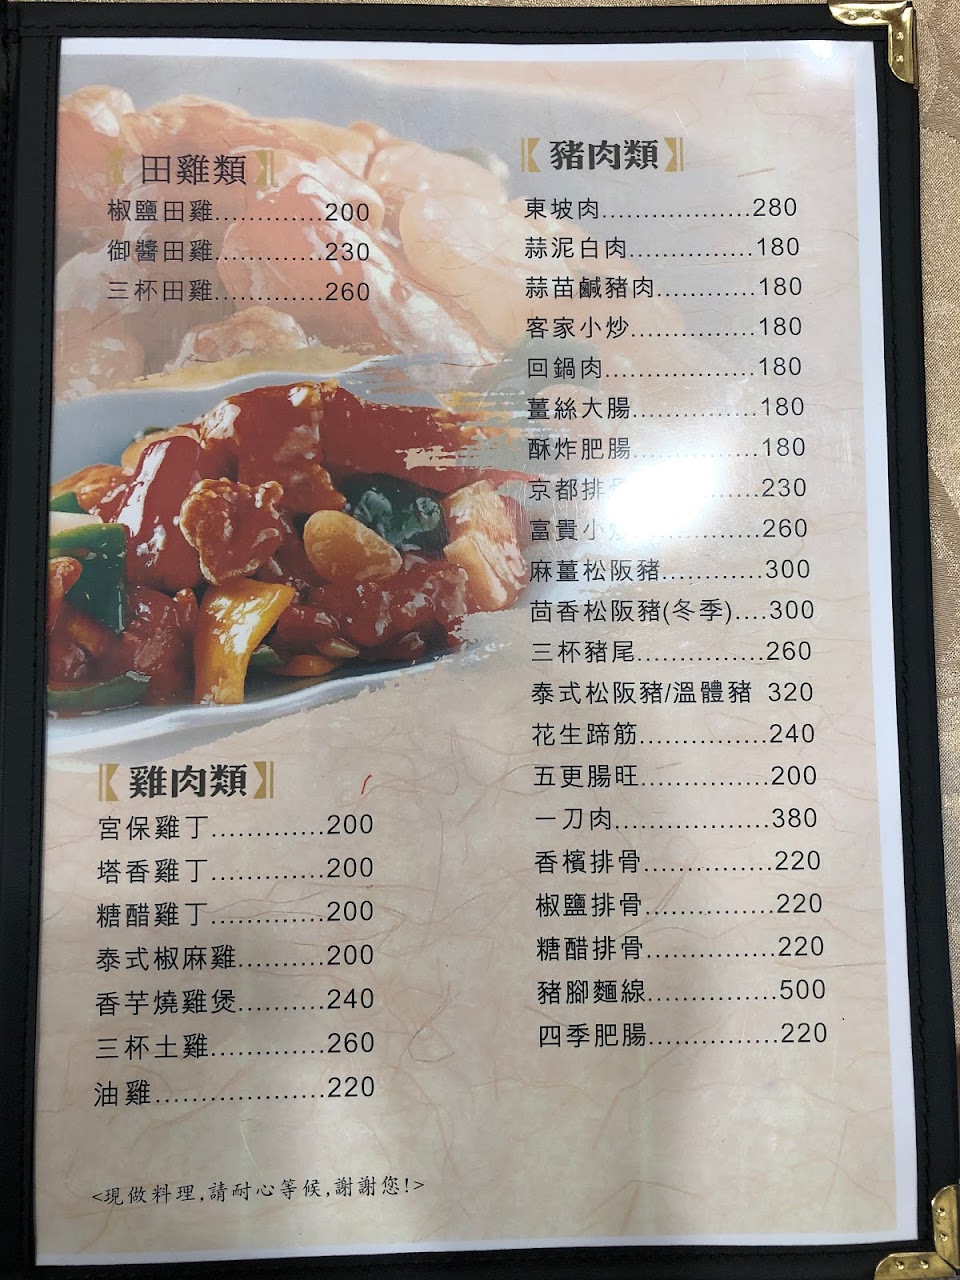 【田雞類】
椒鹽田雞.............200
御醬田雞.............230
三杯田雞.............260
【雞肉類】
宮保雞丁.............200
塔香雞丁.............200
糖醋雞丁.............200
泰式椒麻雞..........200
香芋燒雞煲..........240
三杯土雞.............260
油雞....................220
<現做料理,請耐心等候,謝謝您!>
【豬肉類】
東坡肉..................280
蒜泥白肉...............180
蒜苗鹹豬肉............180
客家小炒...............180
回鍋肉..................180
薑絲大腸...............180
酥炸肥腸...............180
京都排......230
富貴小......260
麻薑松阪豬............300
茴香松阪豬(冬季)....300
三杯豬尾...............260
泰式松阪豬/溫體豬 320
花生蹄筋...............240
五更腸旺...............200
一刀肉..................380
香檳排骨...............220
椒鹽排骨...............220
糖醋排骨...............220
豬腳麵線...............500
四季肥腸...............220